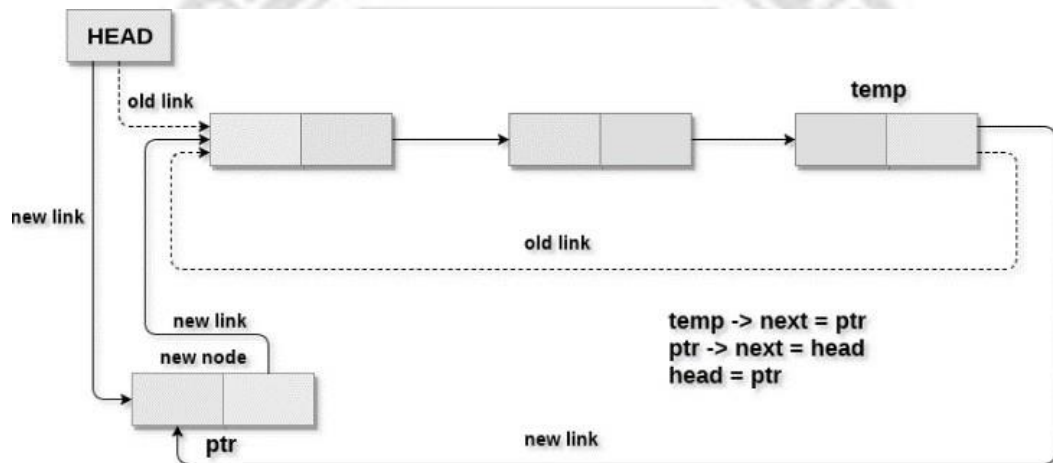 HEAD
old link
temp
new link
old link
new link
new node
temp -> next = ptr
ptr -> next = head
head = ptr
ptr
new link